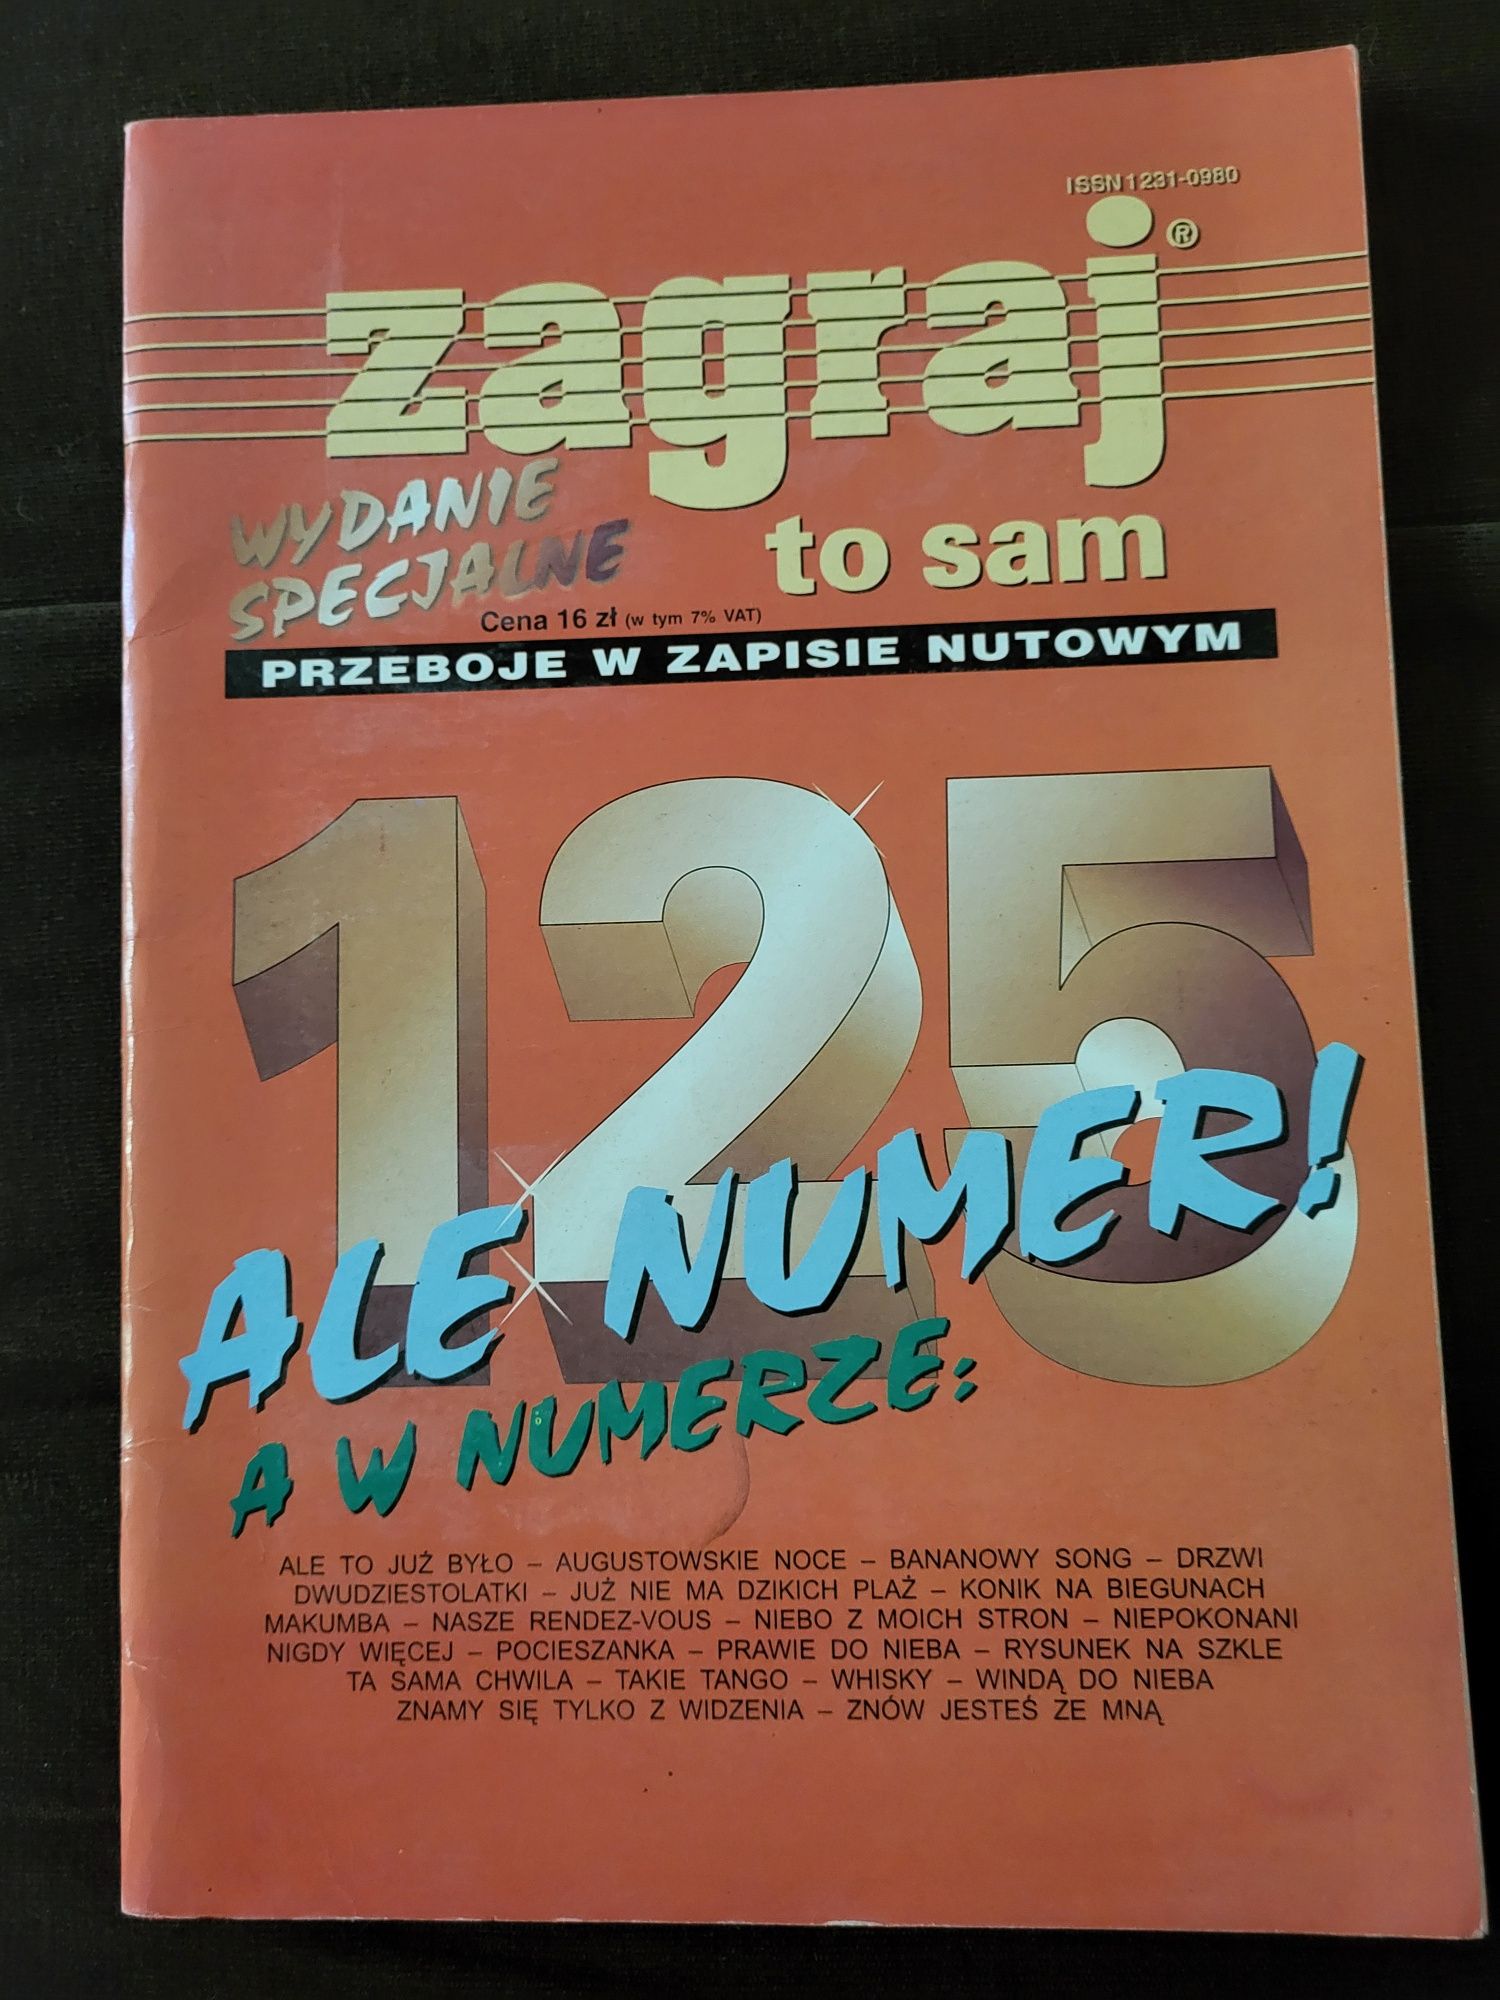 ISSN 1231-0980
zagraj®
to sam
WYDANIE
SPECJALNE
Cena 16 zł (w tym 7% VAT)
PRZEBOJE W ZAPISIE NUTOWYM
125
ALE NUMER!
A W NUMERZE:
ALE TO JUŻ BYŁO – AUGUSTOWSKIE NOCE – BANANOWY SONG – DRZWI
DWUDZIESTOLATKI – JUŻ NIE MA DZIKICH PLAŻ – KONIK NA BIEGUNACH
MAKUMBA – NASZE RENDEZ-VOUS – NIEBO Z MOICH STRON – NIEPOKONANI
NIGDY WIĘCEJ – POCIESZANKA – PRAWIE DO NIEBA – RYSUNEK NA SZKLE
TA SAMA CHWILA – TAKIE TANGO – WHISKY – WINDĄ DO NIEBA
ZNAMY SIĘ TYLKO Z WIDZENIA – ZNÓW JESTEŚ ZE MNĄ